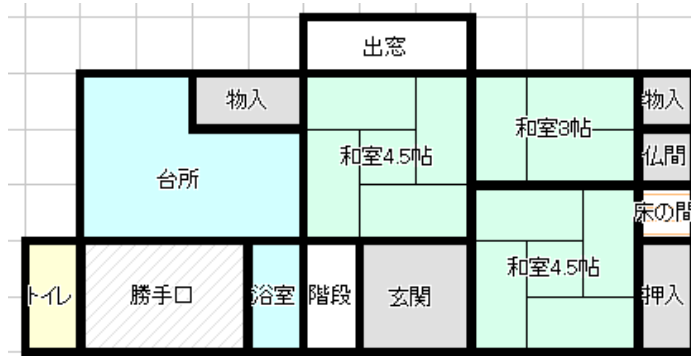 出窓
物入
物入
和室3帖
和室4.5帖
仏間
台所
床の間
和室4.5帖
トイレ
勝手口
浴室
階段
玄関
押入